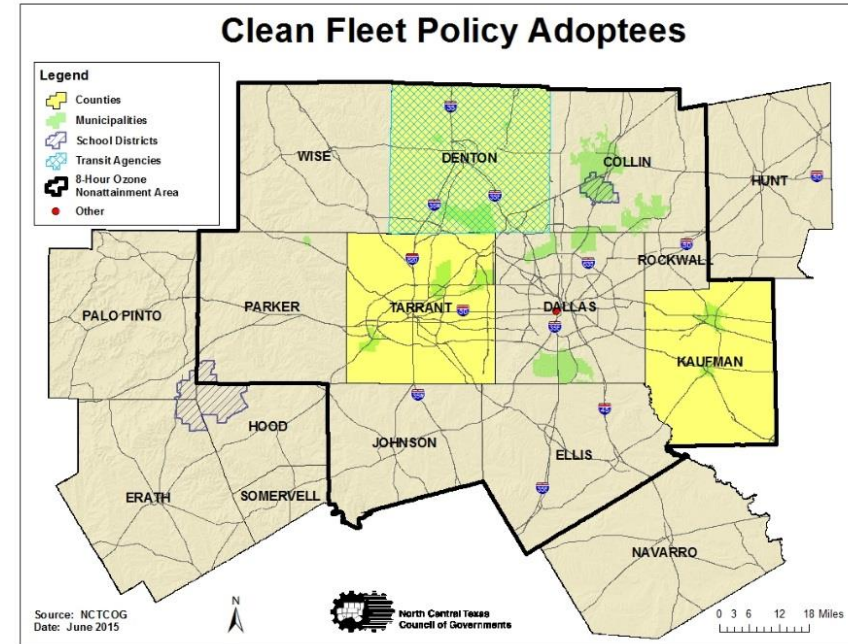 Clean Fleet Policy Adoptees
Legend
Counties
Municipalities
School Districts
Transit Agencies
8-Hour Ozone
Nonattainment Area
Other
WISE
DENTON
COLLIN
HUNT
PALO PINTO
PARKER
TARRANT
DALLAS
ROCKWALL
KAUFMAN
ERATH
HOOD
SOMERVELL
JOHNSON
ELLIS
NAVARRO
Source: NCTCOG
Date: June 2015
N
North Central Texas
Council of Governments
0 3 6 12 18 Miles